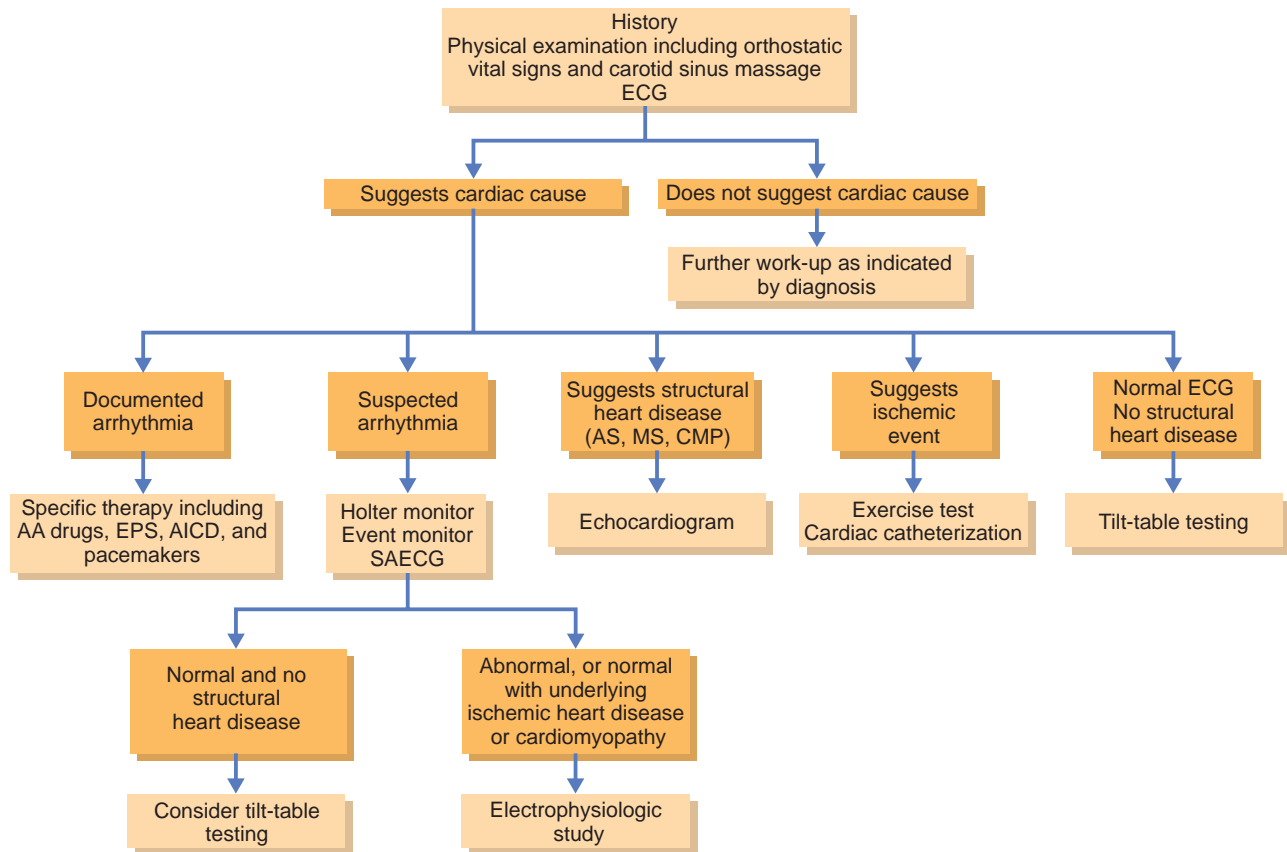 History
Physical examination including orthostatic
vital signs and carotid sinus massage
ECG
Suggests cardiac cause
Does not suggest cardiac cause
Further work-up as indicated
by diagnosis
Documented
arrhythmia
Suspected
arrhythmia
Suggests structural
heart disease
(AS, MS, CMP)
Suggests
ischemic
event
Normal ECG
No structural
heart disease
Specific therapy including
AA drugs, EPS, AICD, and
pacemakers
Holter monitor
Event monitor
SAECG
Echocardiogram
Exercise test
Cardiac catheterization
Tilt-table testing
Normal and no
structural
heart disease
Abnormal, or normal
with underlying
ischemic heart disease
or cardiomyopathy
Consider tilt-table
testing
Electrophysiologic
study